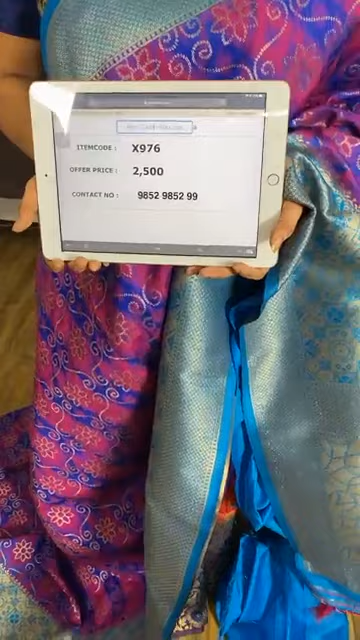 ITEMCODE : X976
OFFER PRICE : 2,500
CONTACT NO : 9852 9852 99